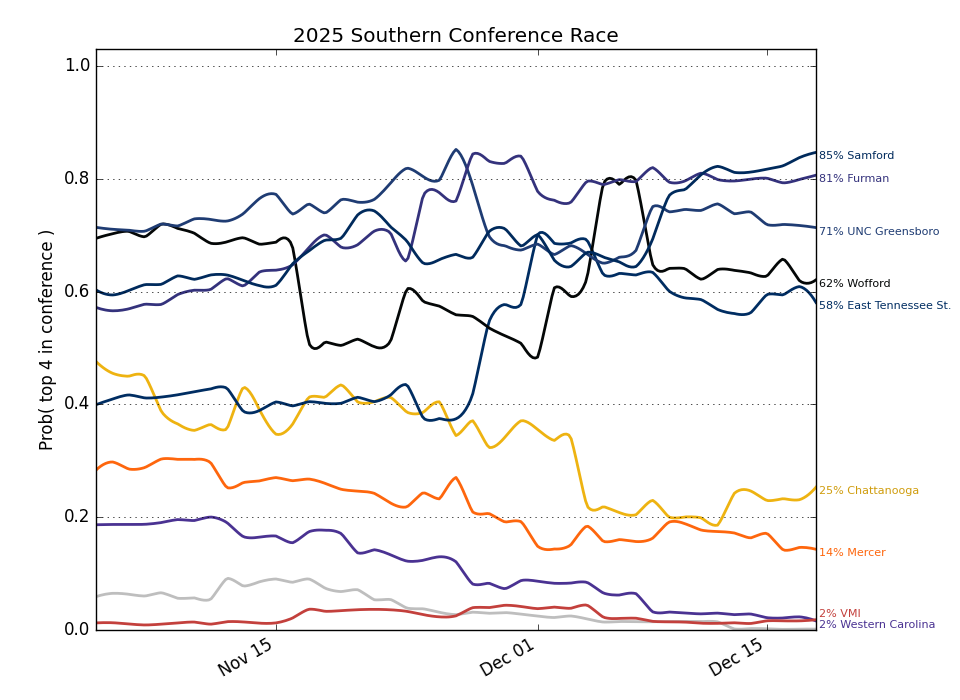 2025 Southern Conference Race
Prob( top 4 in conference )
1.0
0.8
0.6
0.4
0.2
0.0
Nov 15
Dec 01
Dec 15
85% Samford
81% Furman
71% UNC Greensboro
62% Wofford
58% East Tennessee St.
25% Chattanooga
14% Mercer
2% VMI
2% Western Carolina